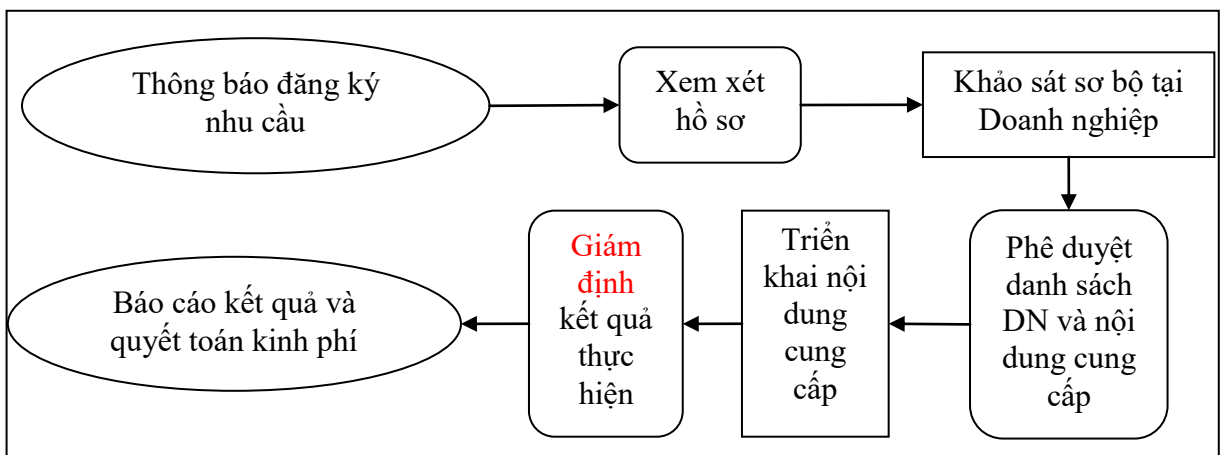 Thông báo đăng ký
nhu cầu
Xem xét
hồ sơ
Khảo sát sơ bộ tại
Doanh nghiệp
Phê duyệt
danh sách
DN và nội
dung cung
cấp
Triển
khai nội
dung
cung
cấp
Giám
định
kết quả
thực
hiện
Báo cáo kết quả và
quyết toán kinh phí